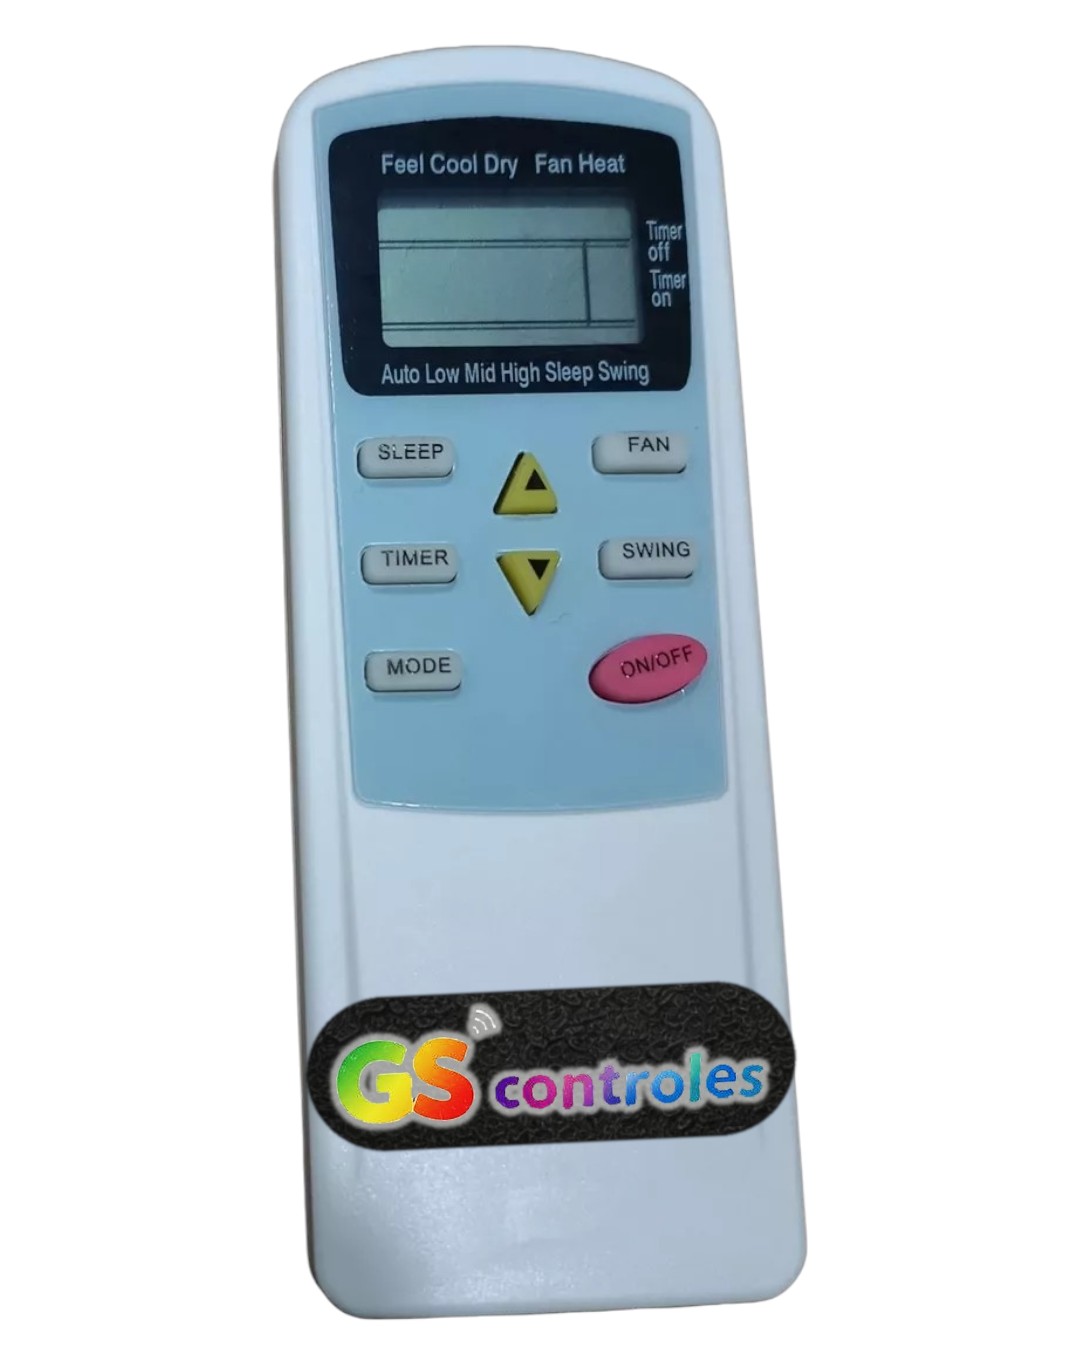 Feel Cool Dry Fan Heat
Timer
off
Timer
on
Auto Low Mid High Sleep Swing
SLEEP
FAN
TIMER
SWING
MODE
ON/OFF
GS controles